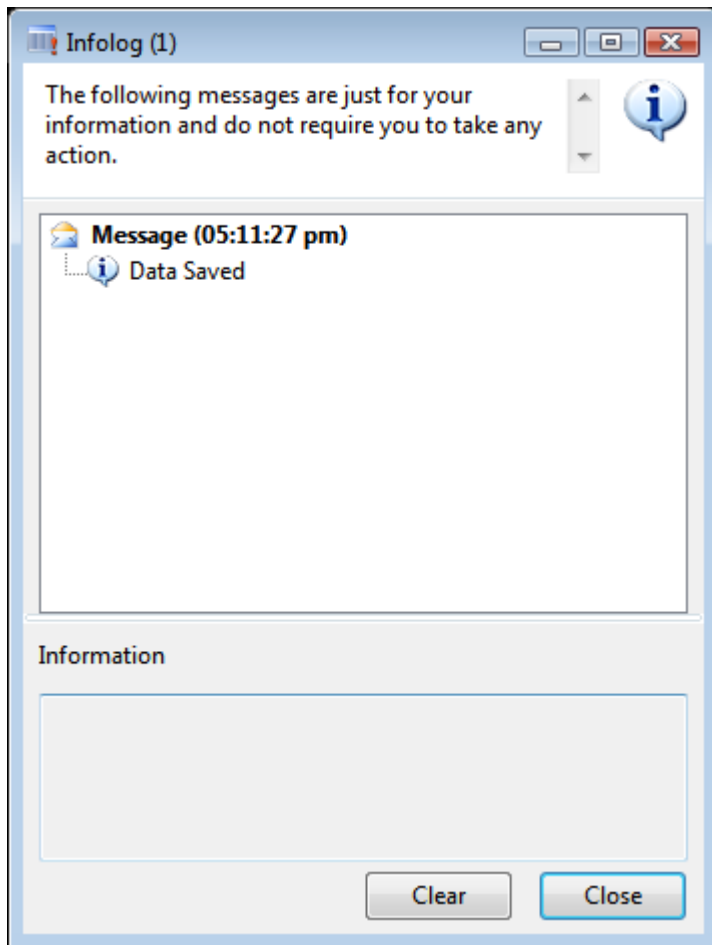 Infolog (1)
The following messages are just for your
information and do not require you to take any
action.
Message (05:11:27 pm)
Data Saved
Information
Clear
Close